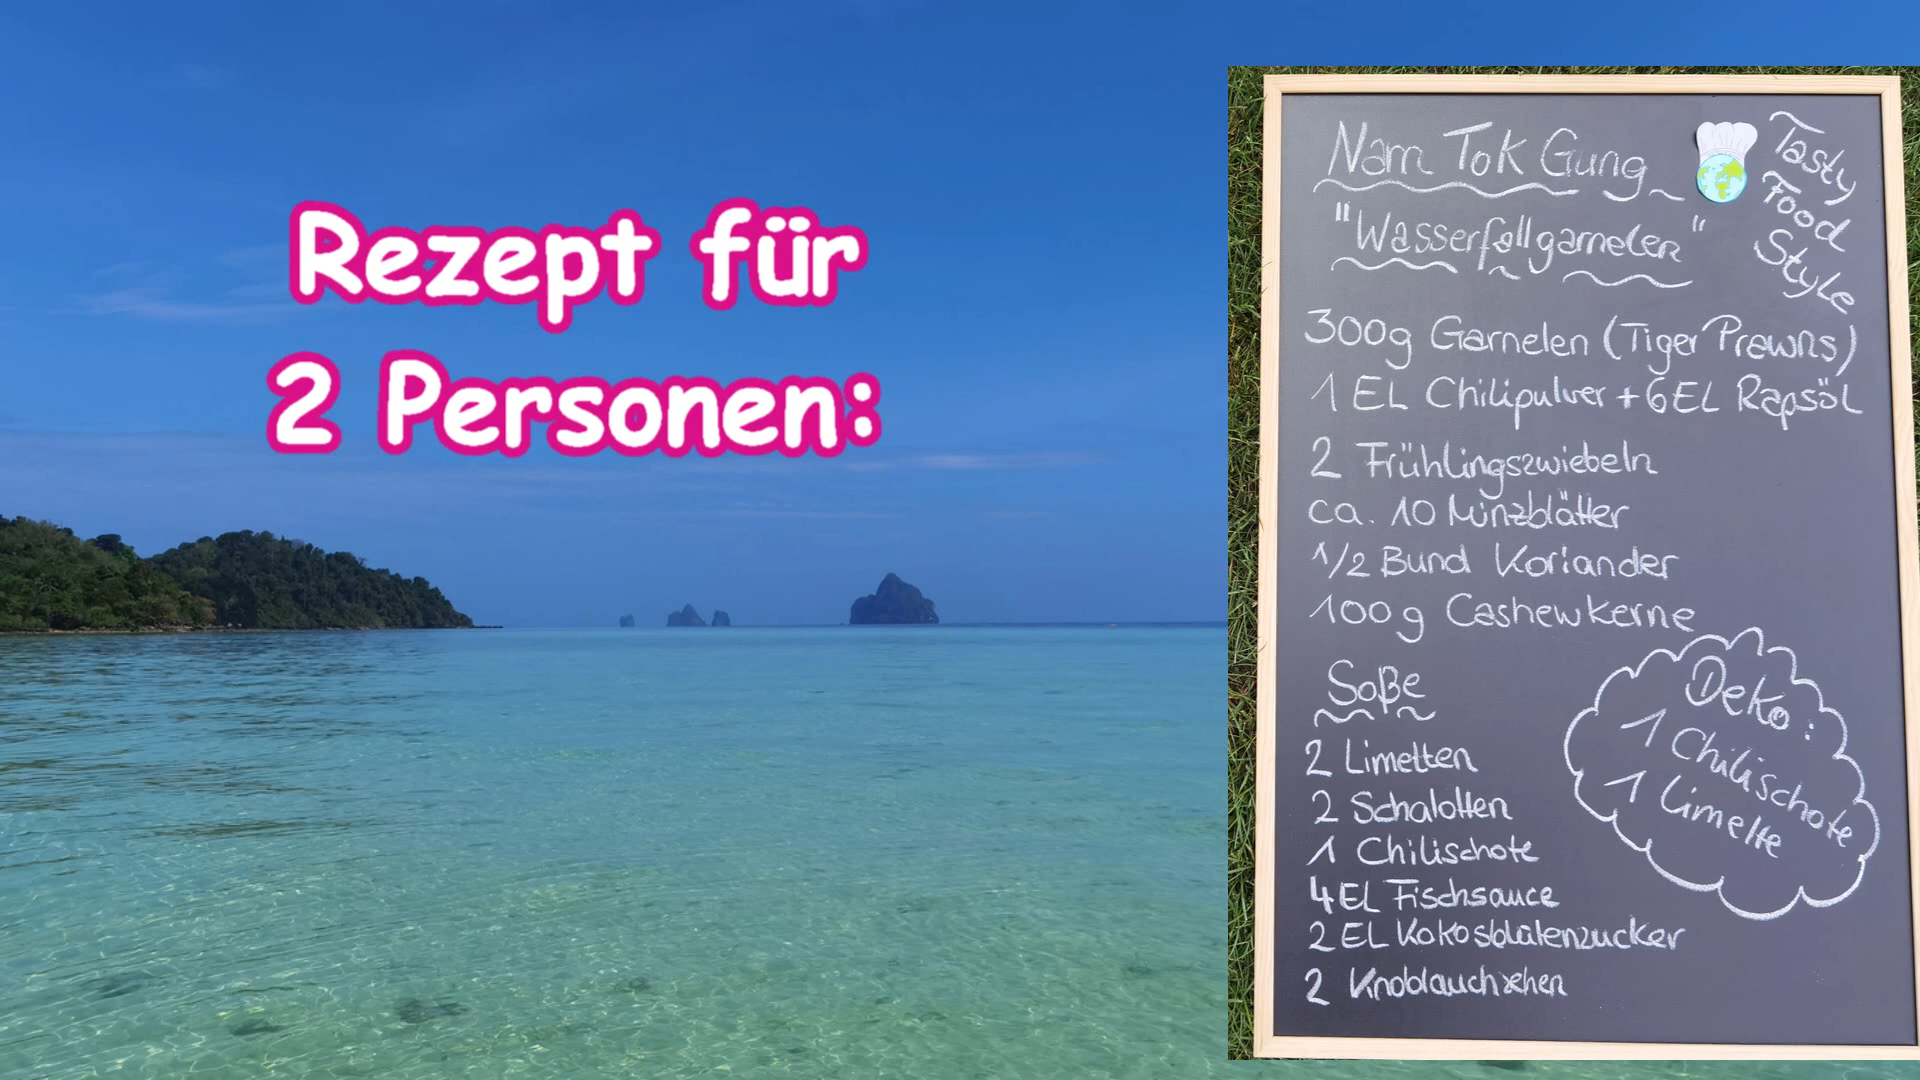 Rezept für
2 Personen:
Nam Tok Gung
"Wasserfallgarnelen"
Tasty
Food
Style
300g Garnelen (Tiger Prawns)
1 EL Chilipulver + 6 EL Rapsöl
2 Frühlingszwiebeln
ca. 10 Minzblätter
1/2 Bund Koriander
100g Cashewkerne
Soße
2 Limetten
2 Schalotten
1 Chilischote
4 EL Fischsauce
2 EL Kokosblütenzucker
2 Knoblauchzehen
Deko:
1 Chilischote
1 Limette